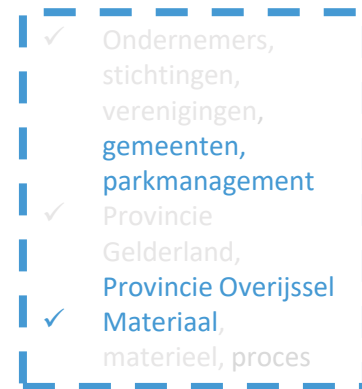 ✓ Ondernemers,
stichtingen,
verenigingen,
gemeenten,
parkmanagement
✓ Provincie
Gelderland,
Provincie Overijssel
✓ Materiaal,
materieel, proces